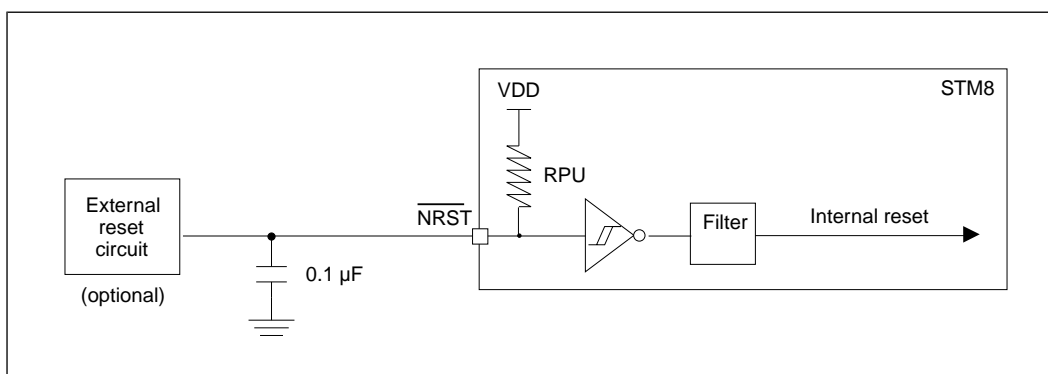 STM8
VDD
RPU
External
reset
circuit
(optional)
NRST
0.1 µF
Filter
Internal reset